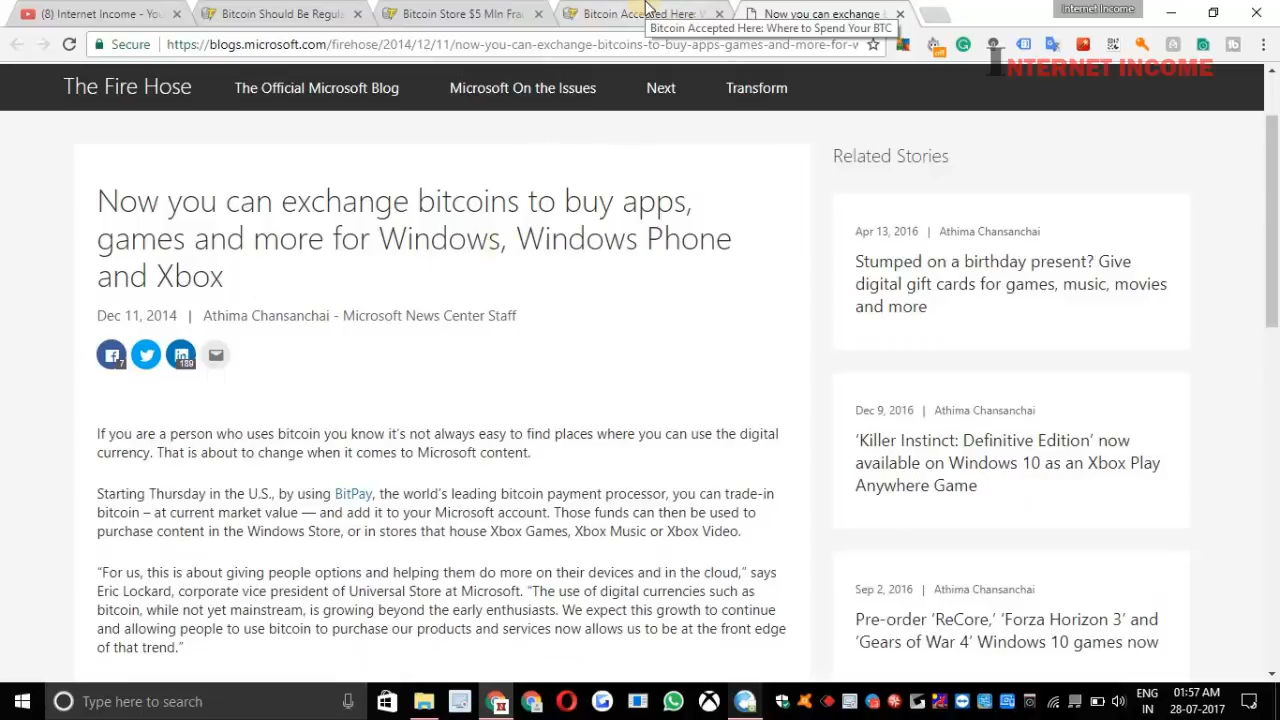 (8) Internet Income - You
Bitcoin Should Be Regula
Bitcoin Store $5 Mln Fra
Bitcoin Accepted Here: W
Now you can exchange
Internet Income
Bitcoin Accepted Here: Where to Spend Your BTC
Secure
https://blogs.microsoft.com/firehose/2014/12/11/now-you-can-exchange-bitcoins-to-buy-apps-games-and-more-for-v
off
INTERNET INCOME
The Fire Hose
The Official Microsoft Blog
Microsoft On the Issues
Next
Transform
Now you can exchange bitcoins to buy apps,
games and more for Windows, Windows Phone
and Xbox
Dec 11, 2014 | Athima Chansanchai - Microsoft News Center Staff
7
189
If you are a person who uses bitcoin you know it's not always easy to find places where you can use the digital
currency. That is about to change when it comes to Microsoft content.
Starting Thursday in the U.S., by using BitPay, the world's leading bitcoin payment processor, you can trade-in
bitcoin – at current market value — and add it to your Microsoft account. Those funds can then be used to
purchase content in the Windows Store, or in stores that house Xbox Games, Xbox Music or Xbox Video.
“For us, this is about giving people options and helping them do more on their devices and in the cloud,” says
Eric Lockard, corporate vice president of Universal Store at Microsoft. “The use of digital currencies such as
bitcoin, while not yet mainstream, is growing beyond the early enthusiasts. We expect this growth to continue
and allowing people to use bitcoin to purchase our products and services now allows us to be at the front edge
of that trend.”
Related Stories
Apr 13, 2016 | Athima Chansanchai
Stumped on a birthday present? Give
digital gift cards for games, music, movies
and more
Dec 9, 2016 | Athima Chansanchai
‘Killer Instinct: Definitive Edition’ now
available on Windows 10 as an Xbox Play
Anywhere Game
Sep 2, 2016 | Athima Chansanchai
Pre-order ‘ReCore,’ ‘Forza Horizon 3’ and
‘Gears of War 4’ Windows 10 games now
Type here to search
ENG
IN
01:57 AM
28-07-2017